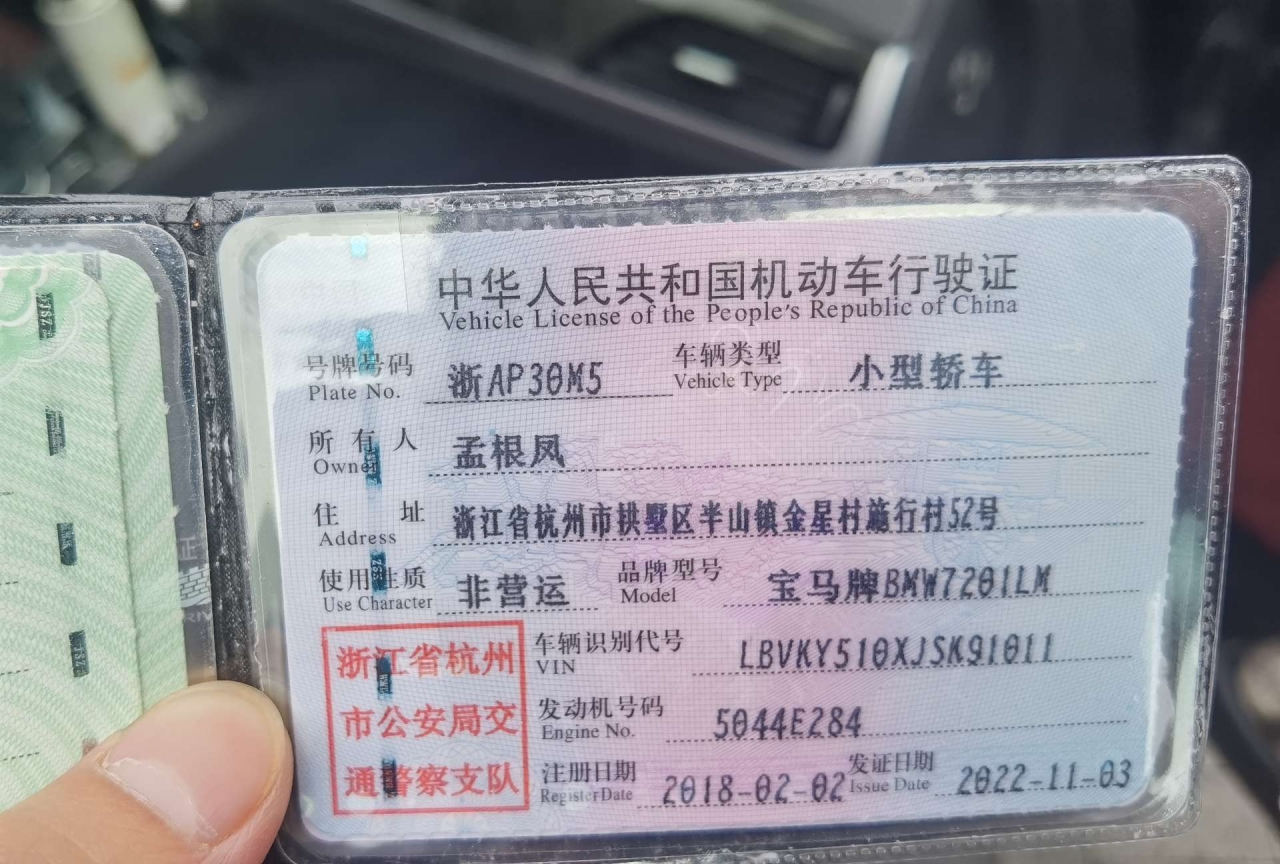 中华人民共和国机动车行驶证
Vehicle License of the People's Republic of China
号牌号码 浙AP30M5 车辆类型 小型轿车
Plate No. Vehicle Type
所有人 孟根凤
Owner
住址 浙江省杭州市拱墅区半山镇金星村施行村52号
Address
使用性质 非营运 品牌型号 宝马牌BMW7201LM
Use Character Model
浙江省杭州 车辆识别代号 LBVKY510XJSK91011
VIN
市公安局交 发动机号码 5044E284
Engine No.
通警察支队 注册日期 2018-02-02 发证日期 2022-11-03
RegisterDate Issue Date